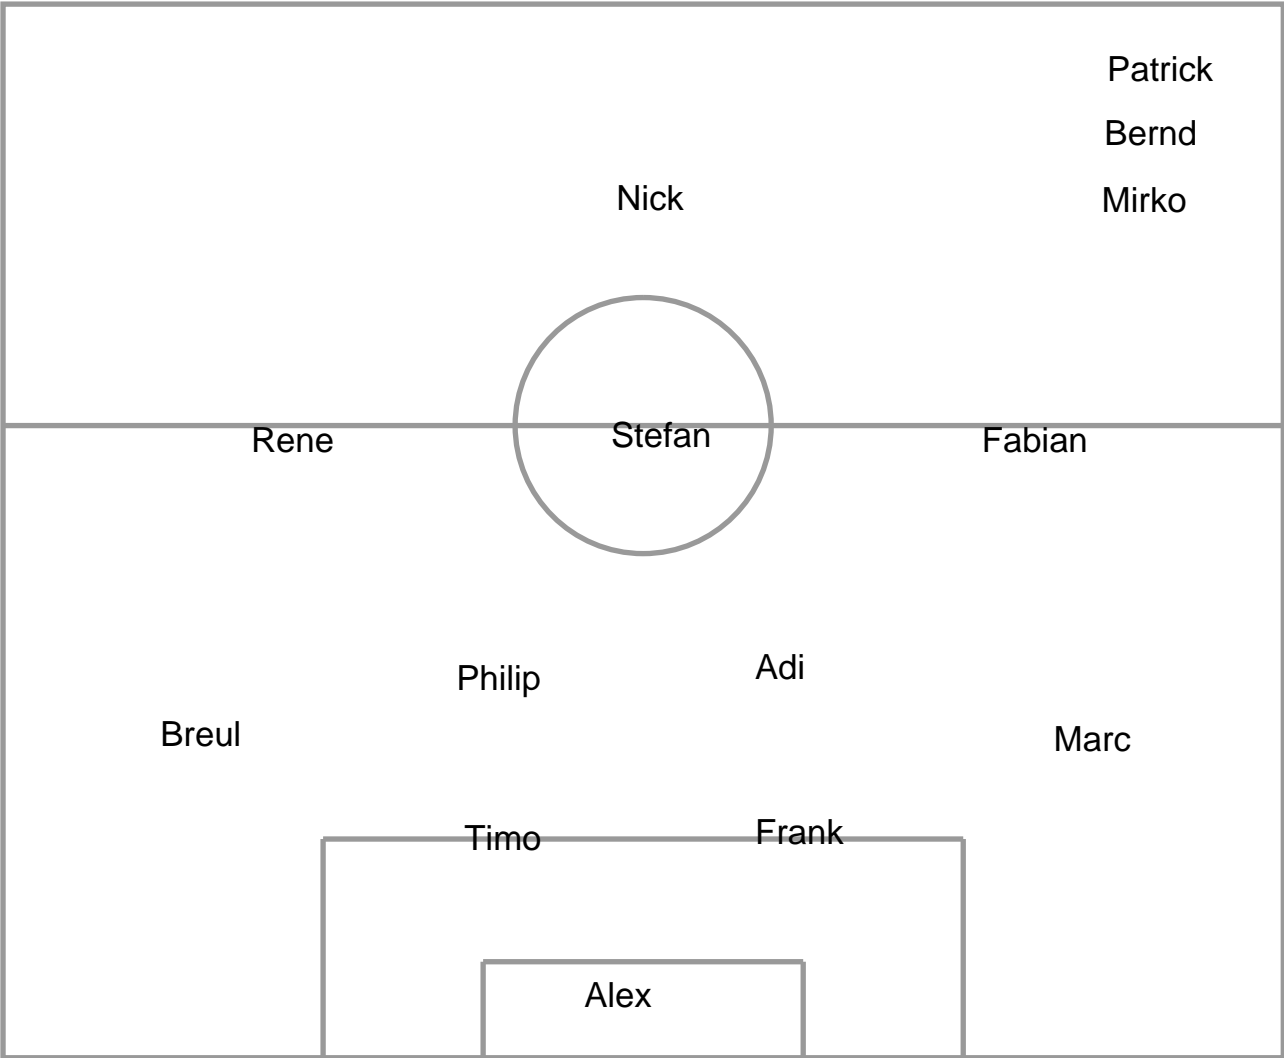 Patrick
Bernd
Nick
Mirko
Rene
Stefan
Fabian
Philip
Adi
Breul
Marc
Timo
Frank
Alex